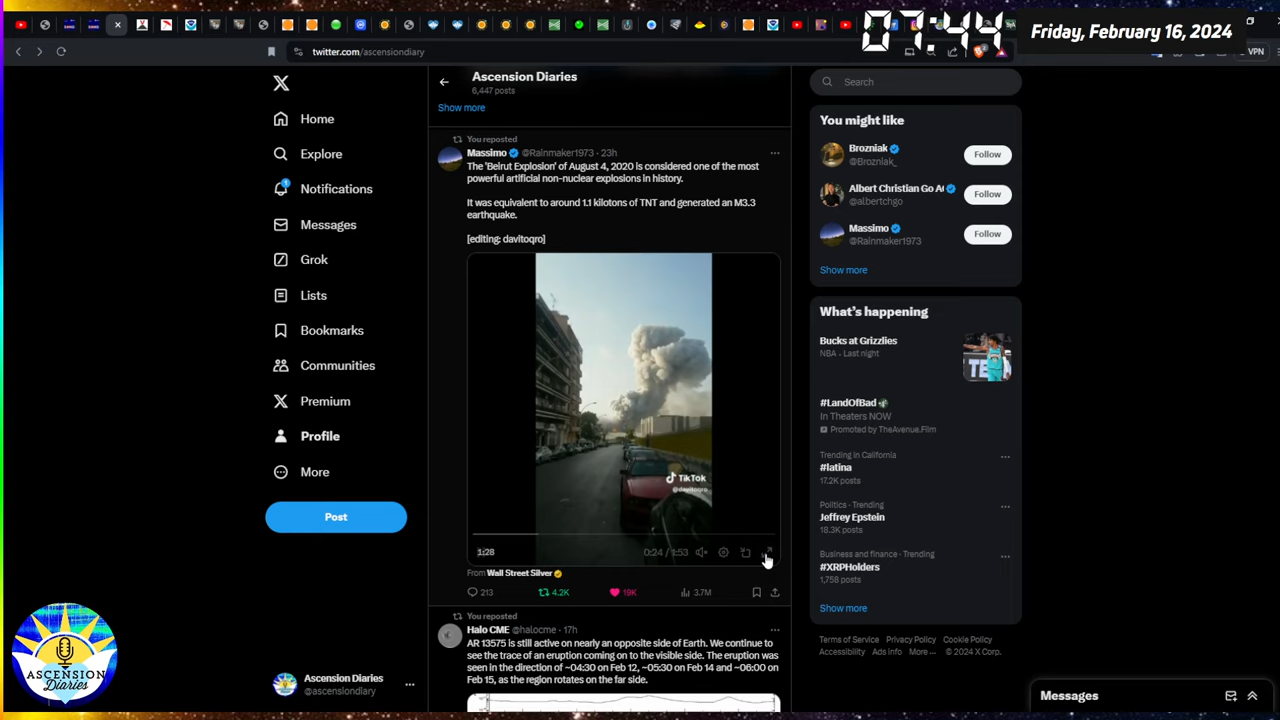 07:44
Friday, February 16, 2024
twitter.com/ascensiondiary
VPN
Home
Explore
Notifications
1
Messages
Grok
Lists
Bookmarks
Communities
Premium
Profile
More
Post
ASCENSION
Diaries
Ascension Diaries
@ascensiondiary
Ascension Diaries
6,447 posts
Show more
You reposted
Massimo @Rainmaker1973 · 23h
The 'Beirut Explosion' of August 4, 2020 is considered one of the most
powerful artificial non-nuclear explosions in history.
It was equivalent to around 1.1 kilotons of TNT and generated an M3.3
earthquake.
[editing: davitoqro]
TikTok
@davitoqro
1:28
0:24 / 1:53
From Wall Street Silver
213
4.2K
19K
3.7M
You reposted
Halo CME @halocme · 17h
AR 13575 is still active on nearly an opposite side of Earth. We continue to
see the trace of an eruption coming on to the visible side. The eruption was
seen in the direction of ~04:30 on Feb 12, ~05:30 on Feb 14 and ~06:00 on
Feb 15, as the region rotates on the far side.
Search
You might like
Brozniak
@Brozniak_
Follow
Albert Christian Go A
@albertchgo
Follow
Massimo
@Rainmaker1973
Follow
Show more
What's happening
Bucks at Grizzlies
NBA · Last night
#LandOfBad
In Theaters NOW
Promoted by TheAvenue.Film
Trending in California
#latina
17.2K posts
Politics · Trending
Jeffrey Epstein
18.3K posts
Business and finance · Trending
#XRPHolders
1,758 posts
Show more
Terms of Service Privacy Policy Cookie Policy
Accessibility Ads info More ··· © 2024 X Corp.
Messages